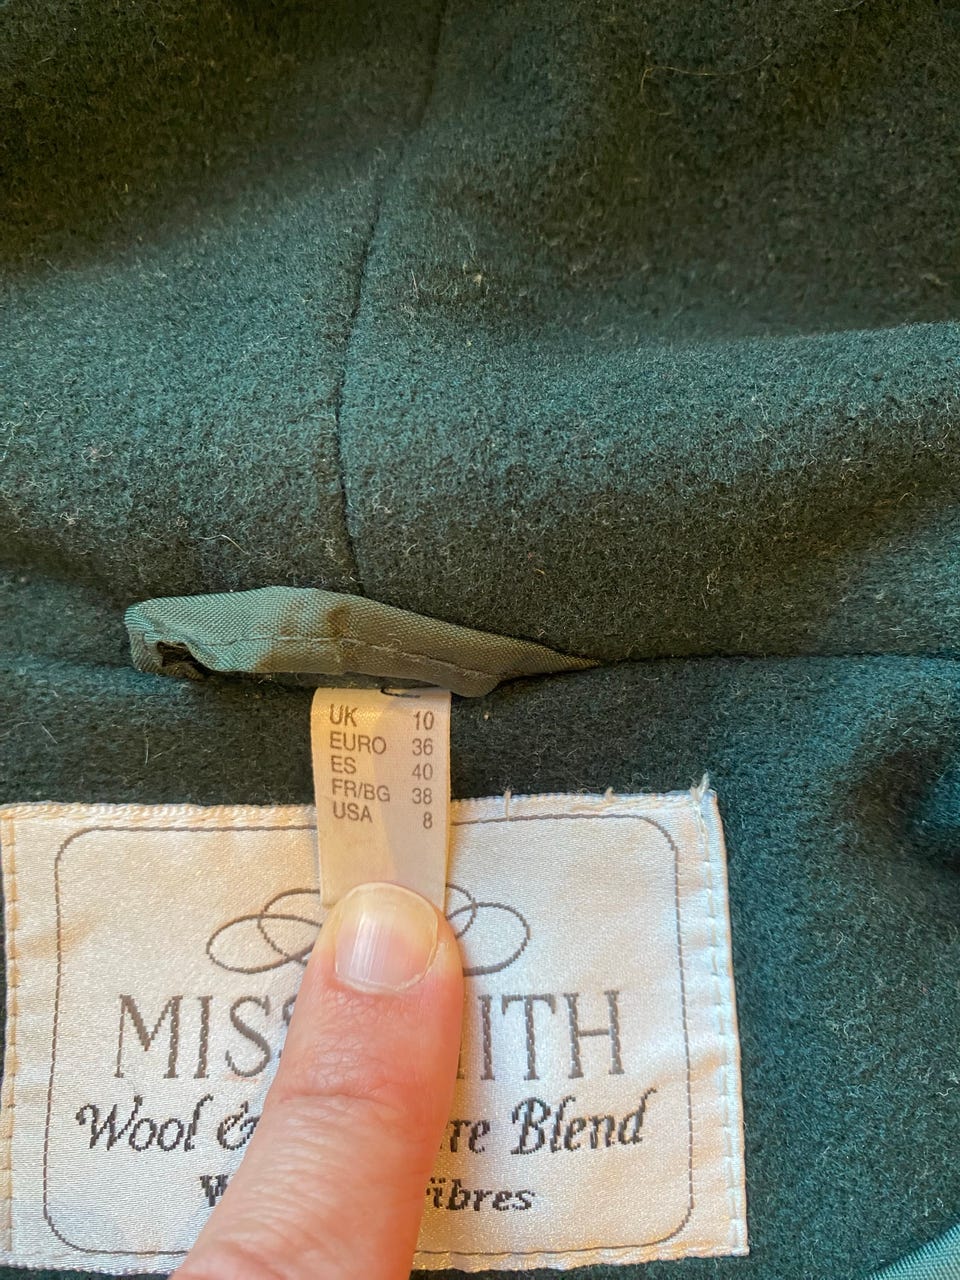 UK 10
EURO 36
ES 40
FR/BG 38
USA 8
MISS ITH
Wool & re Blend
W ibres